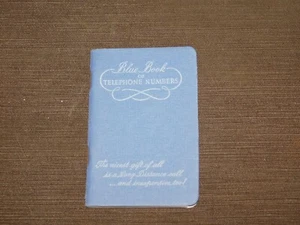 Blue Book
OF
TELEPHONE NUMBERS
The nicest gift of all
is a Long Distance call
...and inexpensive, too!